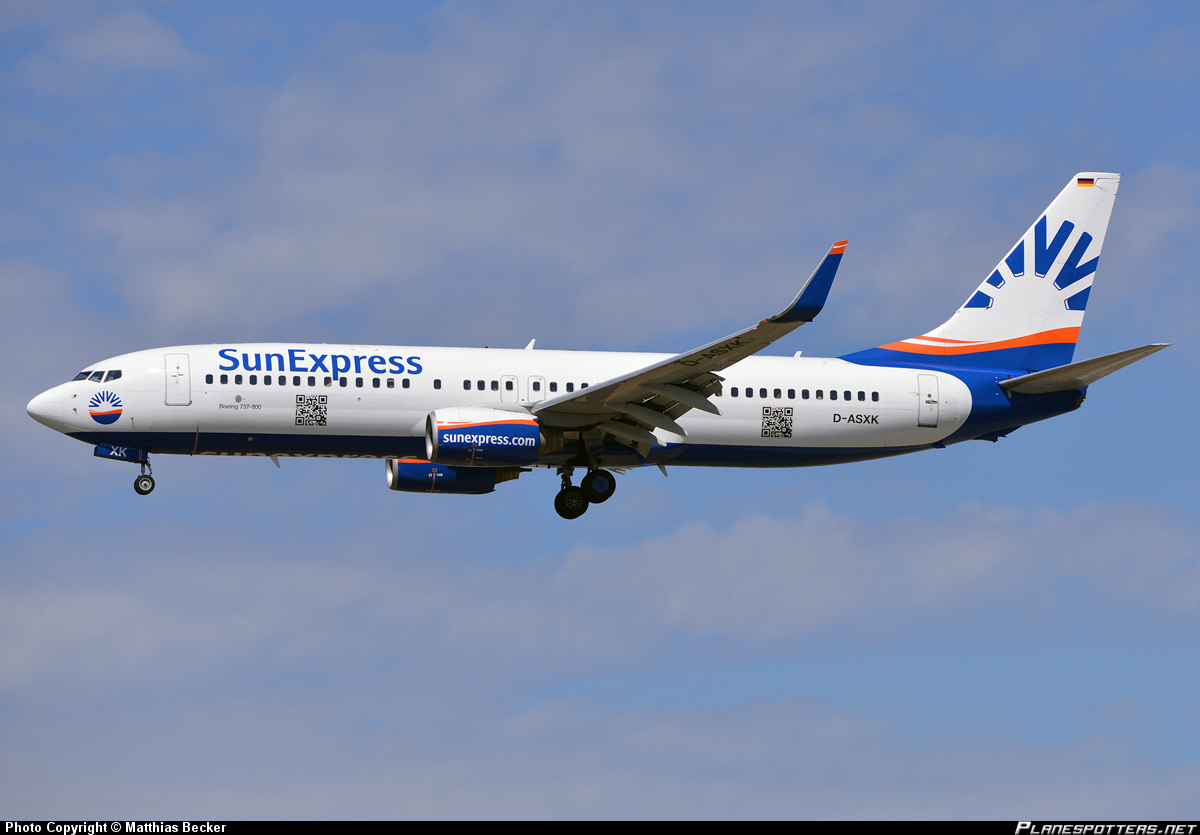 SunExpress
Boeing 737-800
D-ASXK
D-ASXK
sunexpress.com
XK
Photo Copyright © Matthias Becker
PLANESPOTTERS.NET